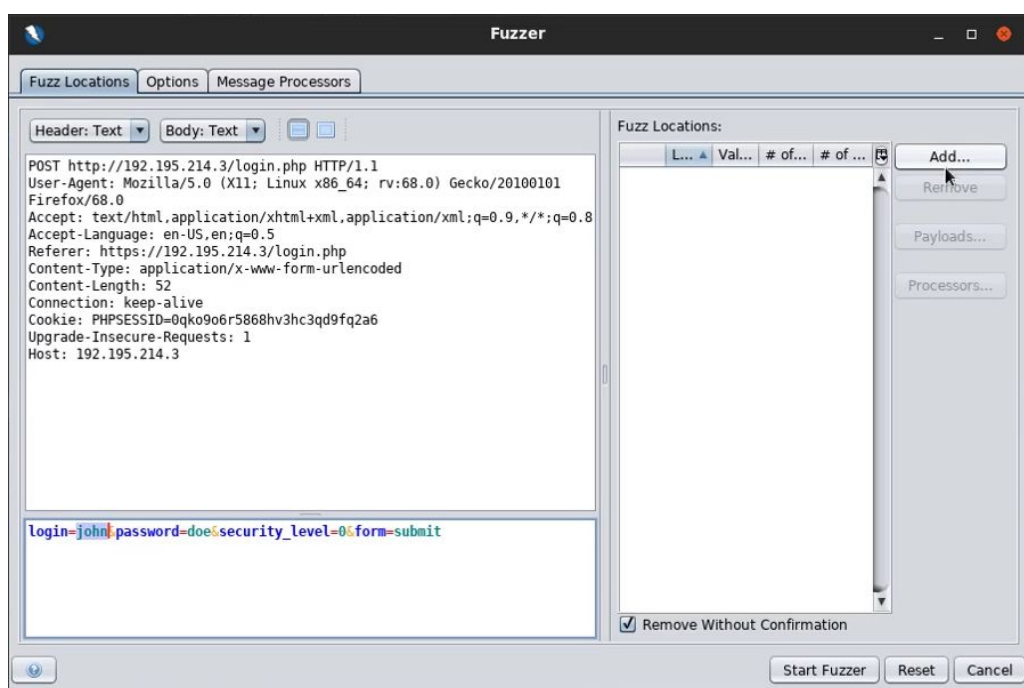 Fuzzer
Fuzz Locations Options Message Processors
Header: Text Body: Text
POST http://192.195.214.3/login.php HTTP/1.1
User-Agent: Mozilla/5.0 (X11; Linux x86_64; rv:68.0) Gecko/20100101
Firefox/68.0
Accept: text/html,application/xhtml+xml,application/xml;q=0.9,*/*;q=0.8
Accept-Language: en-US,en;q=0.5
Referer: https://192.195.214.3/login.php
Content-Type: application/x-www-form-urlencoded
Content-Length: 52
Connection: keep-alive
Cookie: PHPSESSID=0qko9o6r5868hv3hc3qd9fq2a6
Upgrade-Insecure-Requests: 1
Host: 192.195.214.3
login=john&password=doe&security_level=0&form=submit
Fuzz Locations:
L... Val... # of... # of ...
Add...
Remove
Payloads...
Processors...
Remove Without Confirmation
Start Fuzzer Reset Cancel